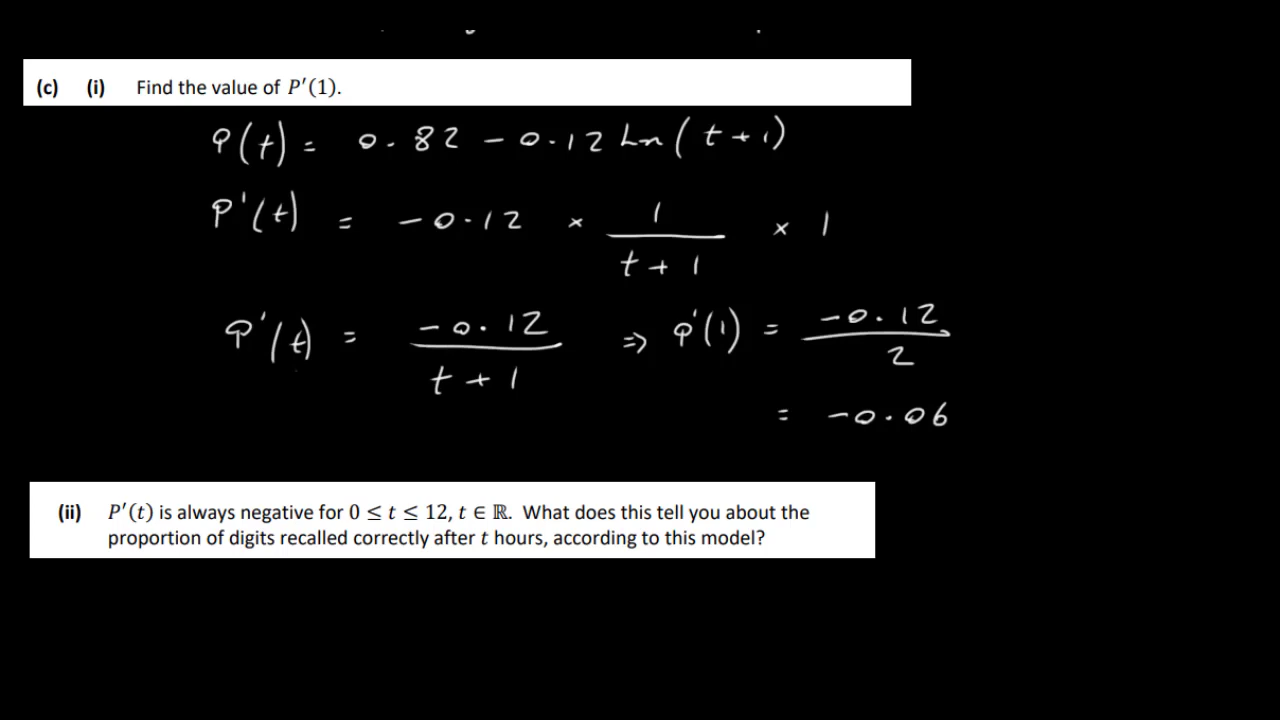 (c) (i) Find the value of P′(1).
P(t) = 0.82 − 0.12 Ln(t + 1)
P'(t) = −0.12 × 1/(t + 1) × 1
P'(t) = −0.12/(t + 1) ⇒ P'(1) = −0.12/2
= −0.06
(ii) P′(t) is always negative for 0 ≤ t ≤ 12, t ∈ ℝ. What does this tell you about the
proportion of digits recalled correctly after t hours, according to this model?